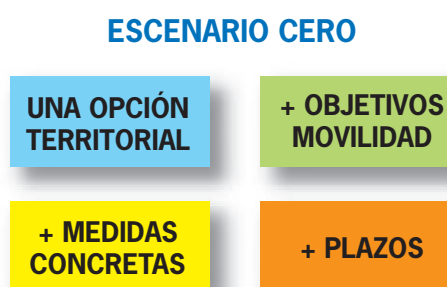 ESCENARIO CERO
UNA OPCIÓN
TERRITORIAL
+ OBJETIVOS
MOVILIDAD
+ MEDIDAS
CONCRETAS
+ PLAZOS